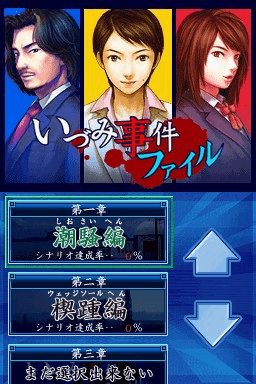 いづみ事件
ファイル
第一章
しおさい へん
潮騒編
シナリオ達成率‥ 0%
第二章
ウェッジソール へん
楔踵編
シナリオ達成率‥ 0%
第三章
まだ選択出来ない